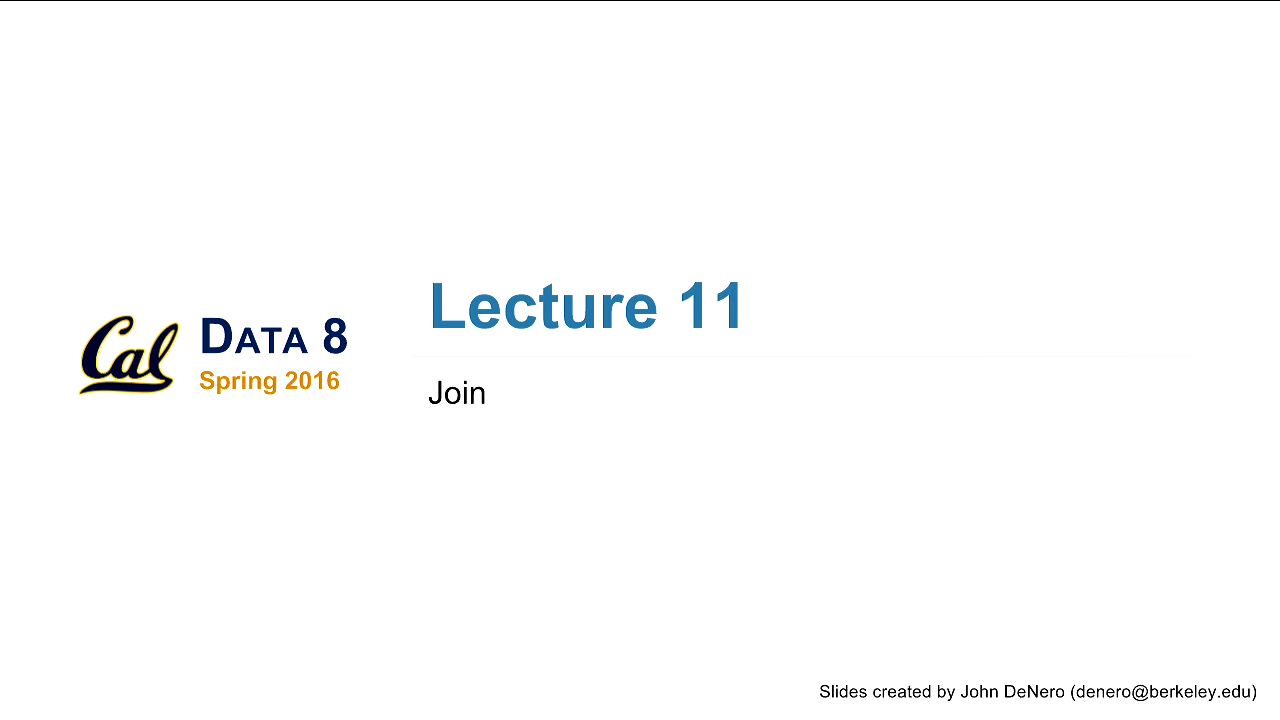 Cal
DATA 8
Spring 2016
Lecture 11
Join
Slides created by John DeNero (denero@berkeley.edu)